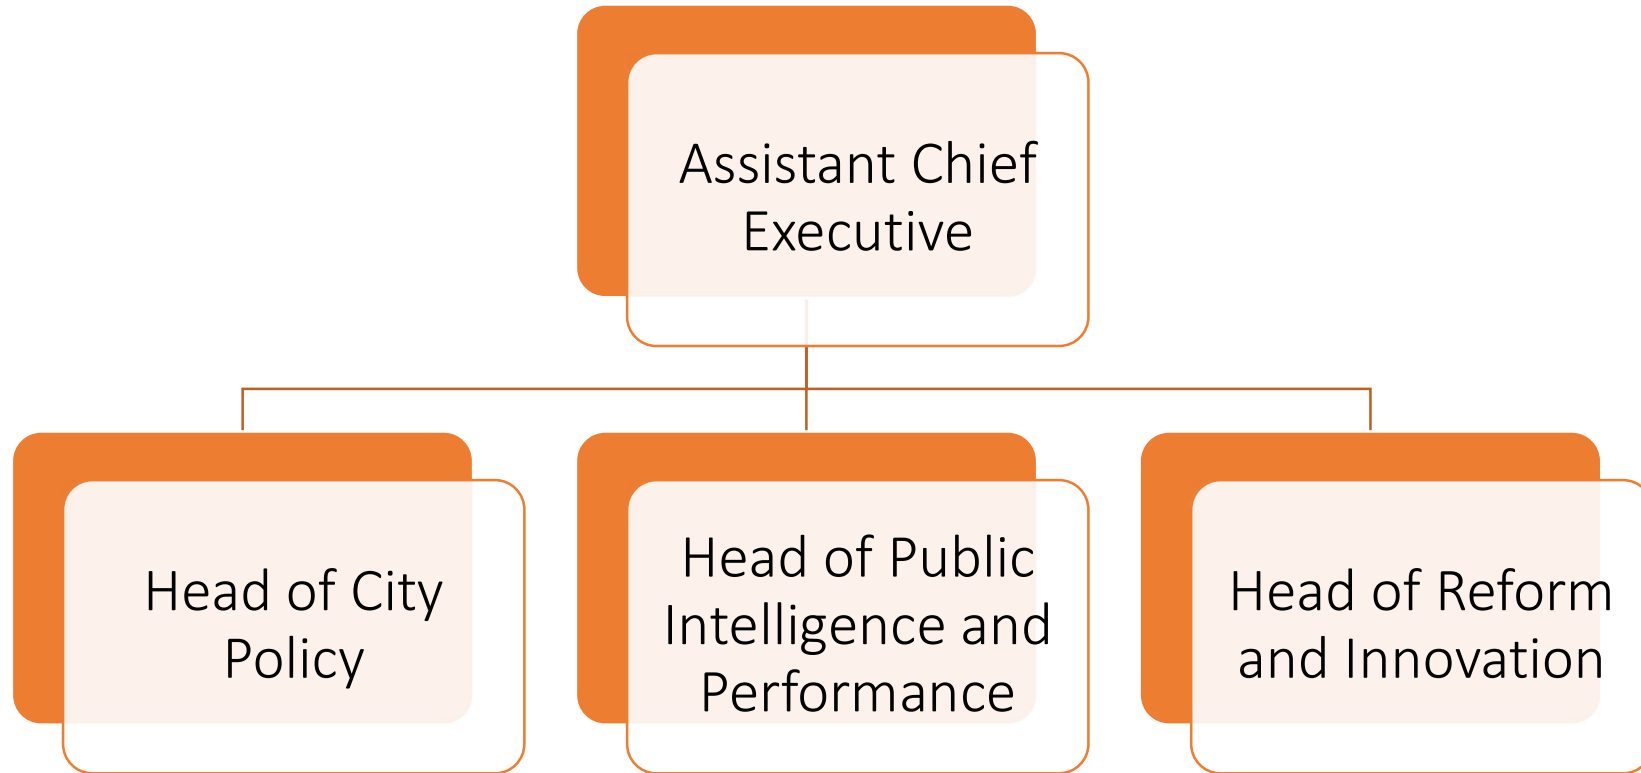 Assistant Chief
Executive
Head of City
Policy
Head of Public
Intelligence and
Performance
Head of Reform
and Innovation